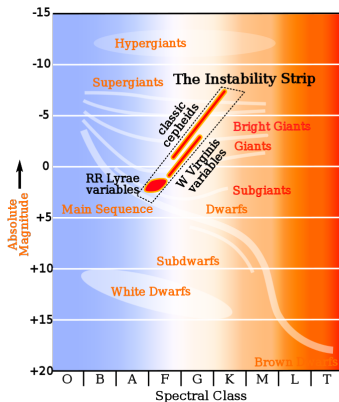 -15
Hypergiants
-10
Supergiants
The Instability Strip
-5
classic
cepheids
Bright Giants
Giants
W Virginis
variables
0
RR Lyrae
variables
Subgiants
Absolute
Magnitude
+5
Main Sequence
Dwarfs
Subdwarfs
+10
White Dwarfs
+15
Brown Dwarfs
+20
O B A F G K M L T
Spectral Class